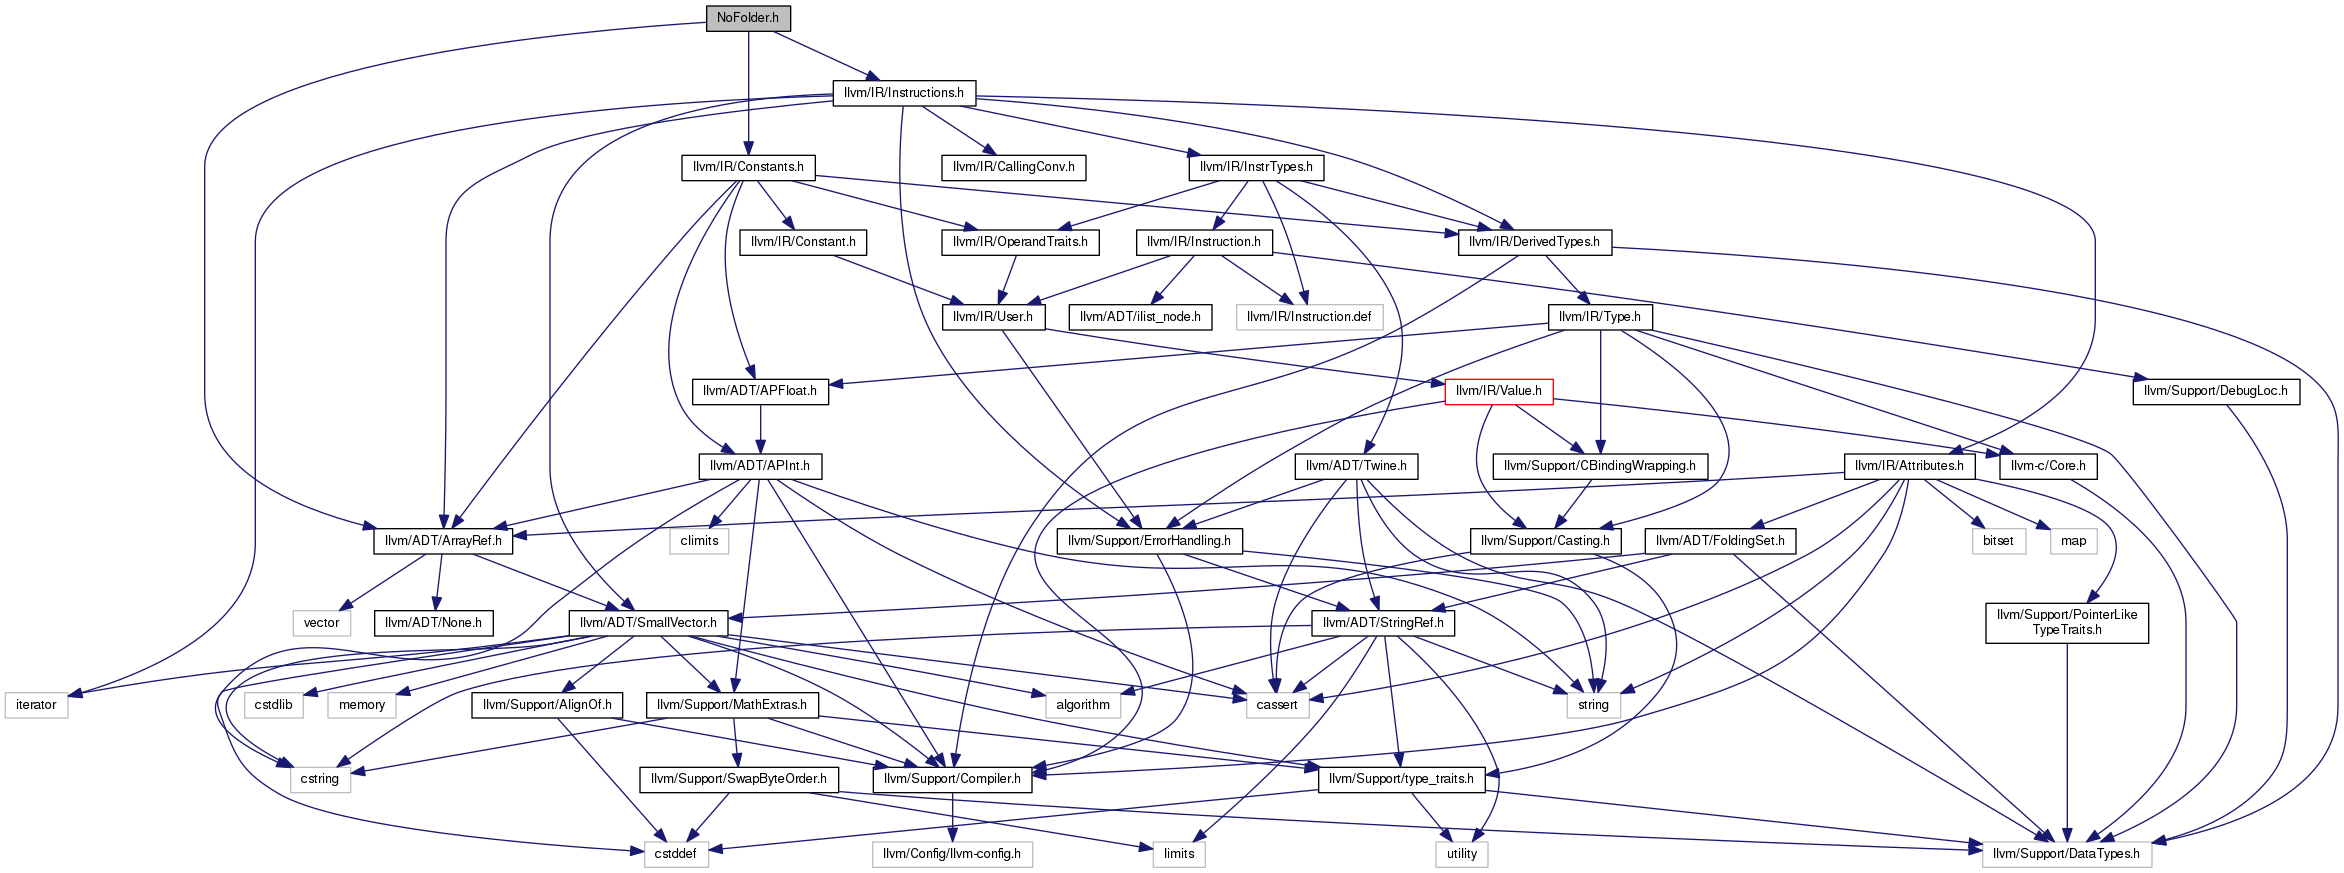 NoFolder.h
llvm/IR/Instructions.h
llvm/IR/Constants.h
llvm/IR/CallingConv.h
llvm/IR/InstrTypes.h
llvm/IR/Constant.h
llvm/IR/OperandTraits.h
llvm/IR/Instruction.h
llvm/IR/DerivedTypes.h
llvm/IR/User.h
llvm/ADT/ilist_node.h
llvm/IR/Instruction.def
llvm/IR/Type.h
llvm/ADT/APFloat.h
llvm/IR/Value.h
llvm/Support/DebugLoc.h
llvm/ADT/APInt.h
llvm/ADT/Twine.h
llvm/Support/CBindingWrapping.h
llvm/IR/Attributes.h
llvm-c/Core.h
llvm/ADT/ArrayRef.h
climits
llvm/Support/ErrorHandling.h
llvm/Support/Casting.h
llvm/ADT/FoldingSet.h
bitset
map
vector
llvm/ADT/None.h
llvm/ADT/SmallVector.h
llvm/ADT/StringRef.h
llvm/Support/PointerLike
TypeTraits.h
iterator
cstdlib
memory
llvm/Support/AlignOf.h
llvm/Support/MathExtras.h
algorithm
cassert
string
cstring
llvm/Support/SwapByteOrder.h
llvm/Support/Compiler.h
llvm/Support/type_traits.h
cstddef
llvm/Config/llvm-config.h
limits
utility
llvm/Support/DataTypes.h